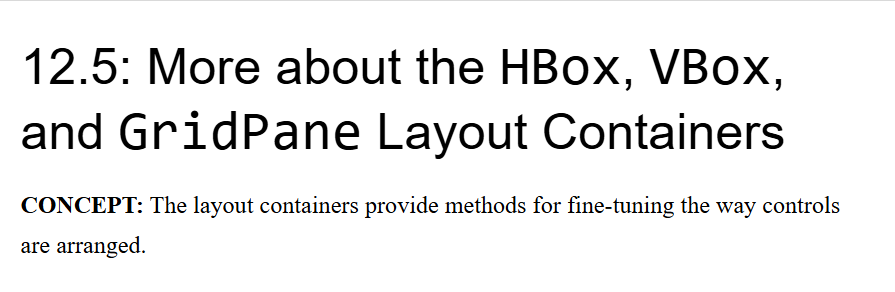 12.5: More about the HBox, VBox,
and GridPane Layout Containers
CONCEPT: The layout containers provide methods for fine-tuning the way controls
are arranged.